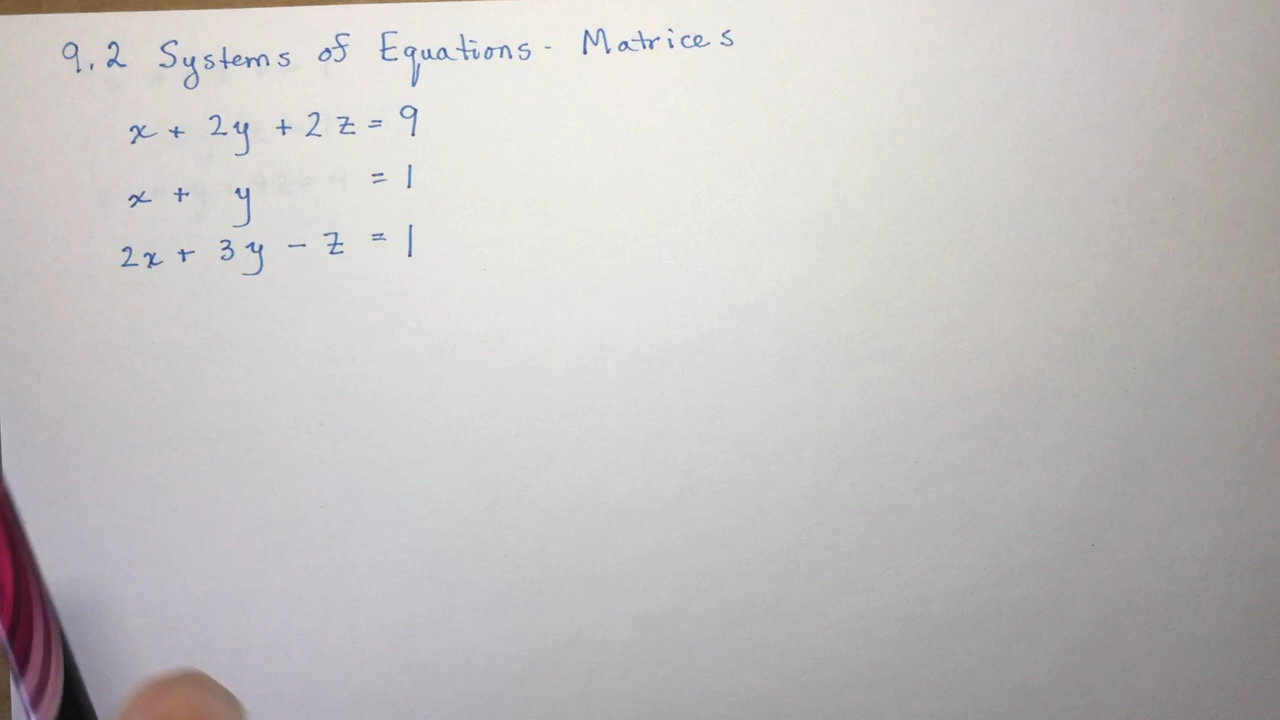 9.2 Systems of Equations - Matrices
x + 2y + 2z = 9
x + y = 1
2x + 3y - z = 1